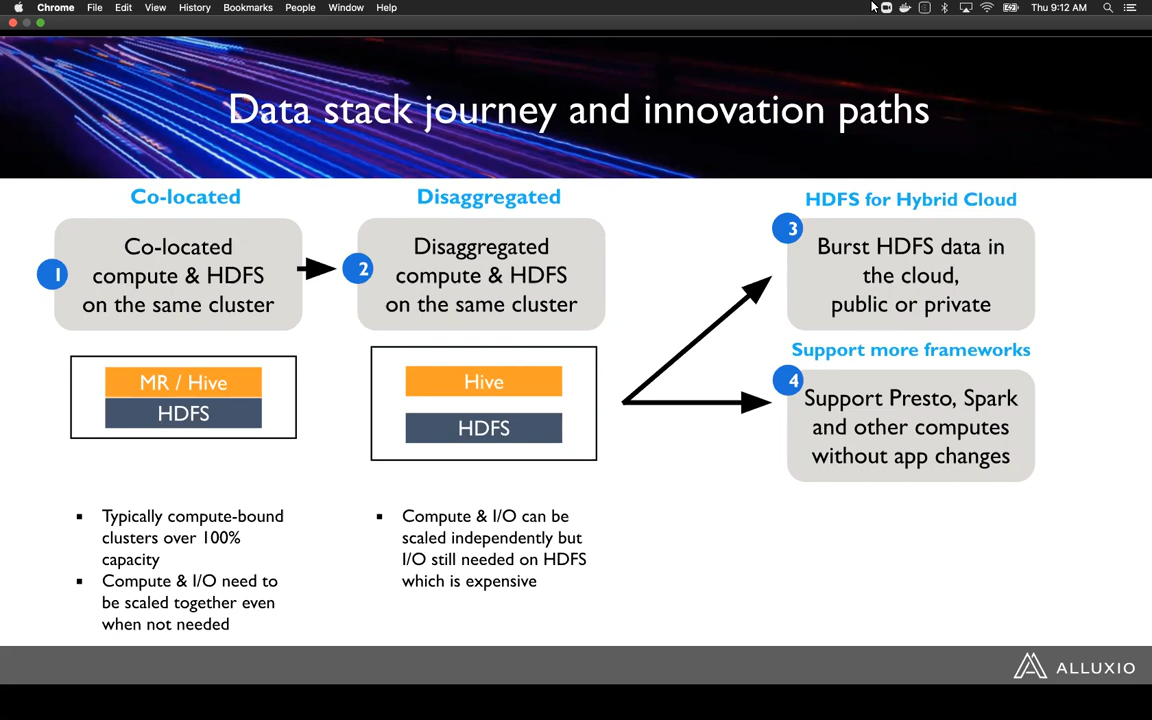 Chrome File Edit View History Bookmarks People Window Help Thu 9:12 AM
Data stack journey and innovation paths
Co-located
1
Co-located
compute & HDFS
on the same cluster
MR / Hive
HDFS
▪ Typically compute-bound
clusters over 100%
capacity
▪ Compute & I/O need to
be scaled together even
when not needed
Disaggregated
2
Disaggregated
compute & HDFS
on the same cluster
Hive
HDFS
▪ Compute & I/O can be
scaled independently but
I/O still needed on HDFS
which is expensive
HDFS for Hybrid Cloud
3
Burst HDFS data in
the cloud,
public or private
Support more frameworks
4
Support Presto, Spark
and other computes
without app changes
ALLUXIO